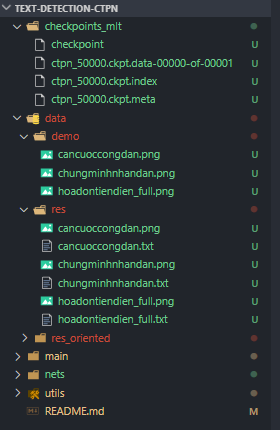 TEXT-DETECTION-CTPN
checkpoints_mlt
checkpoint U
ctpn_50000.ckpt.data-00000-of-00001 U
ctpn_50000.ckpt.index U
ctpn_50000.ckpt.meta U
data
demo
cancuoccongdan.png U
chungminhnhandan.png U
hoadontiendien_full.png U
res
cancuoccongdan.png U
cancuoccongdan.txt U
chungminhnhandan.png U
chungminhnhandan.txt U
hoadontiendien_full.png U
hoadontiendien_full.txt U
res_oriented
main
nets
utils
README.md